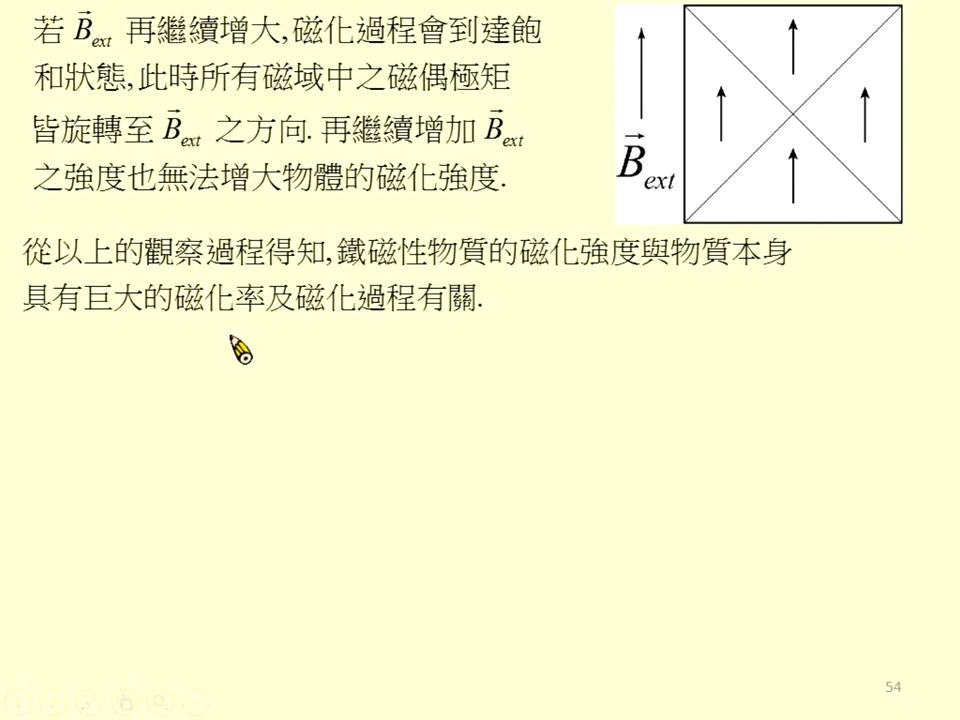 若 B⃗ext 再繼續增大,磁化過程會到達飽
和狀態,此時所有磁域中之磁偶極矩
皆旋轉至 B⃗ext 之方向. 再繼續增加 B⃗ext
之強度也無法增大物體的磁化強度.
B⃗ext
從以上的觀察過程得知,鐵磁性物質的磁化強度與物質本身
具有巨大的磁化率及磁化過程有關.
54